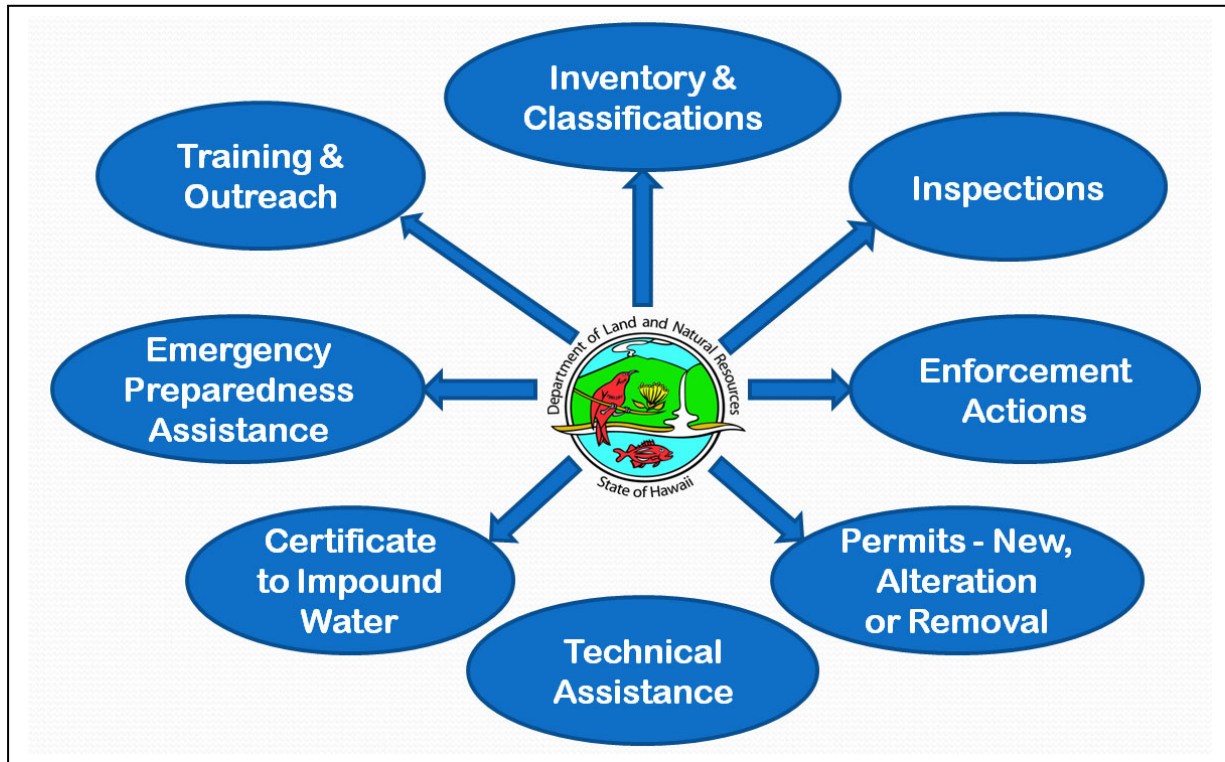 Inventory &
Classifications
Training &
Outreach
Inspections
Department of Land and Natural Resources
State of Hawaii
Emergency
Preparedness
Assistance
Enforcement
Actions
Certificate
to Impound
Water
Permits - New,
Alteration
or Removal
Technical
Assistance